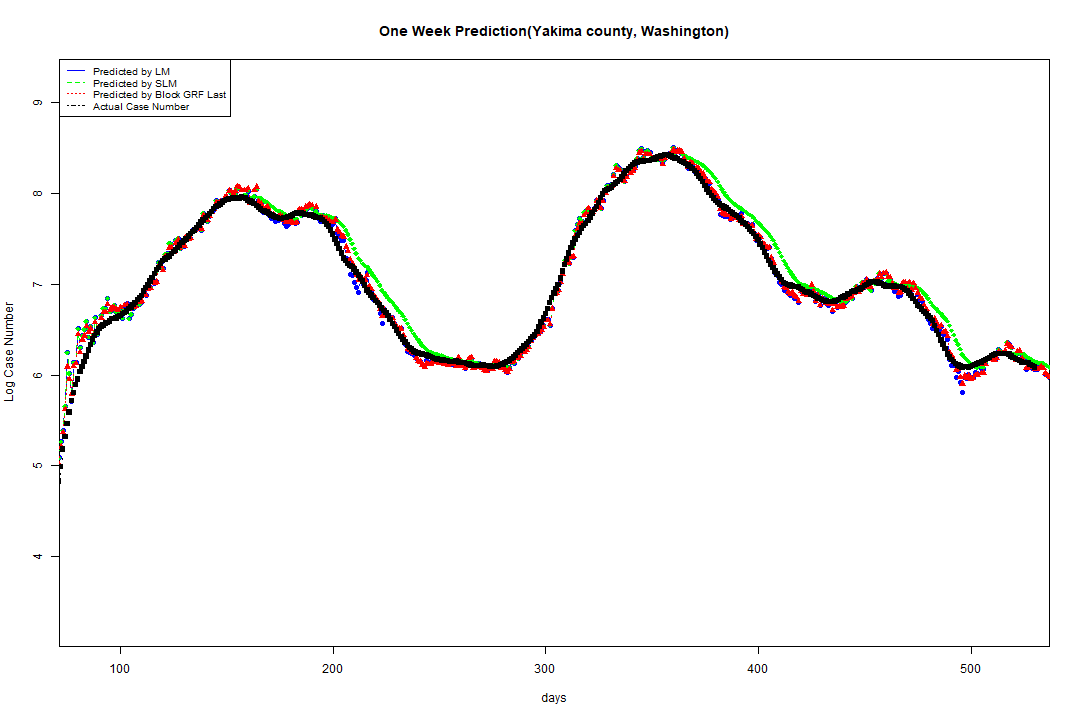 One Week Prediction(Yakima county, Washington)
Predicted by LM
Predicted by SLM
Predicted by Block GRF Last
Actual Case Number
9
8
7
6
5
4
Log Case Number
100 200 300 400 500
days